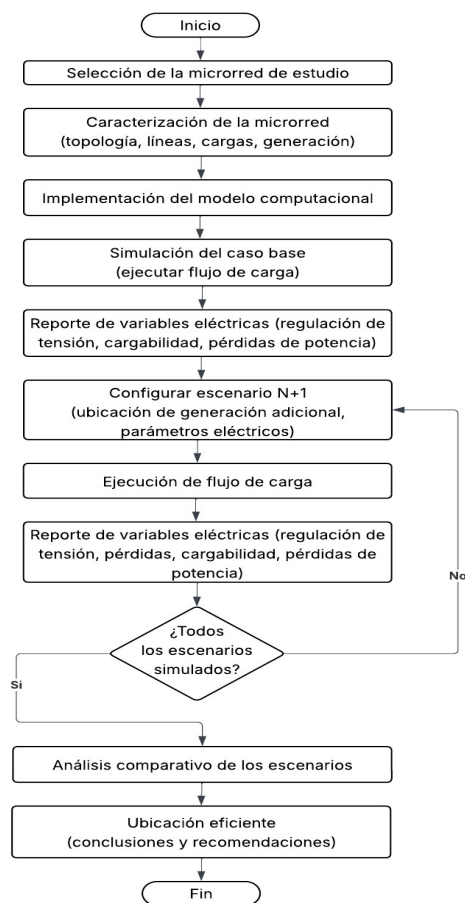 Inicio
Selección de la microrred de estudio
Caracterización de la microrred
(topología, líneas, cargas, generación)
Implementación del modelo computacional
Simulación del caso base
(ejecutar flujo de carga)
Reporte de variables eléctricas (regulación de
tensión, cargabilidad, pérdidas de potencia)
Configurar escenario N+1
(ubicación de generación adicional,
parámetros eléctricos)
Ejecución de flujo de carga
Reporte de variables eléctricas (regulación de
tensión, pérdidas, cargabilidad, pérdidas de
potencia)
No
¿Todos
los escenarios
simulados?
Si
Análisis comparativo de los escenarios
Ubicación eficiente
(conclusiones y recomendaciones)
Fin